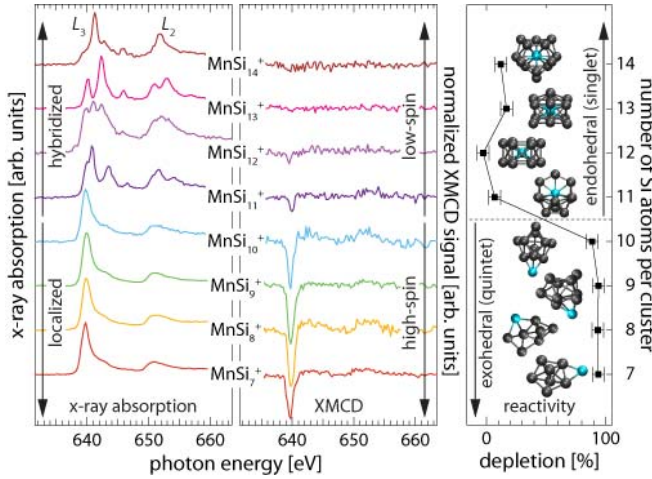 L3
L2
MnSi14+
MnSi13+
MnSi12+
MnSi11+
MnSi10+
MnSi9+
MnSi8+
MnSi7+
x-ray absorption [arb. units]
hybridized
localized
x-ray absorption
640
650
660
normalized XMCD signal [arb. units]
low-spin
high-spin
XMCD
640
650
660
photon energy [eV]
endohedral (singlet)
exohedral (quintet)
reactivity
0
100
depletion [%]
14
13
12
11
10
9
8
7
number of Si atoms per cluster